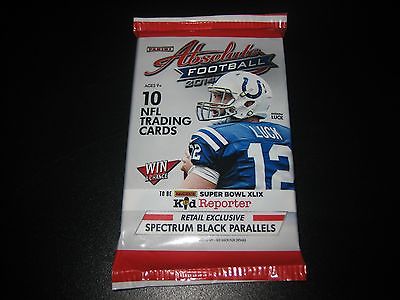 PANINI
Absolute
FOOTBALL
2014
AGES 9+
10
NFL
TRADING
CARDS
LUCK
LUCK
12
WIN
A CHANCE
TO BE
SUPER BOWL XLIX
Kid Reporter
RETAIL EXCLUSIVE
SPECTRUM BLACK PARALLELS